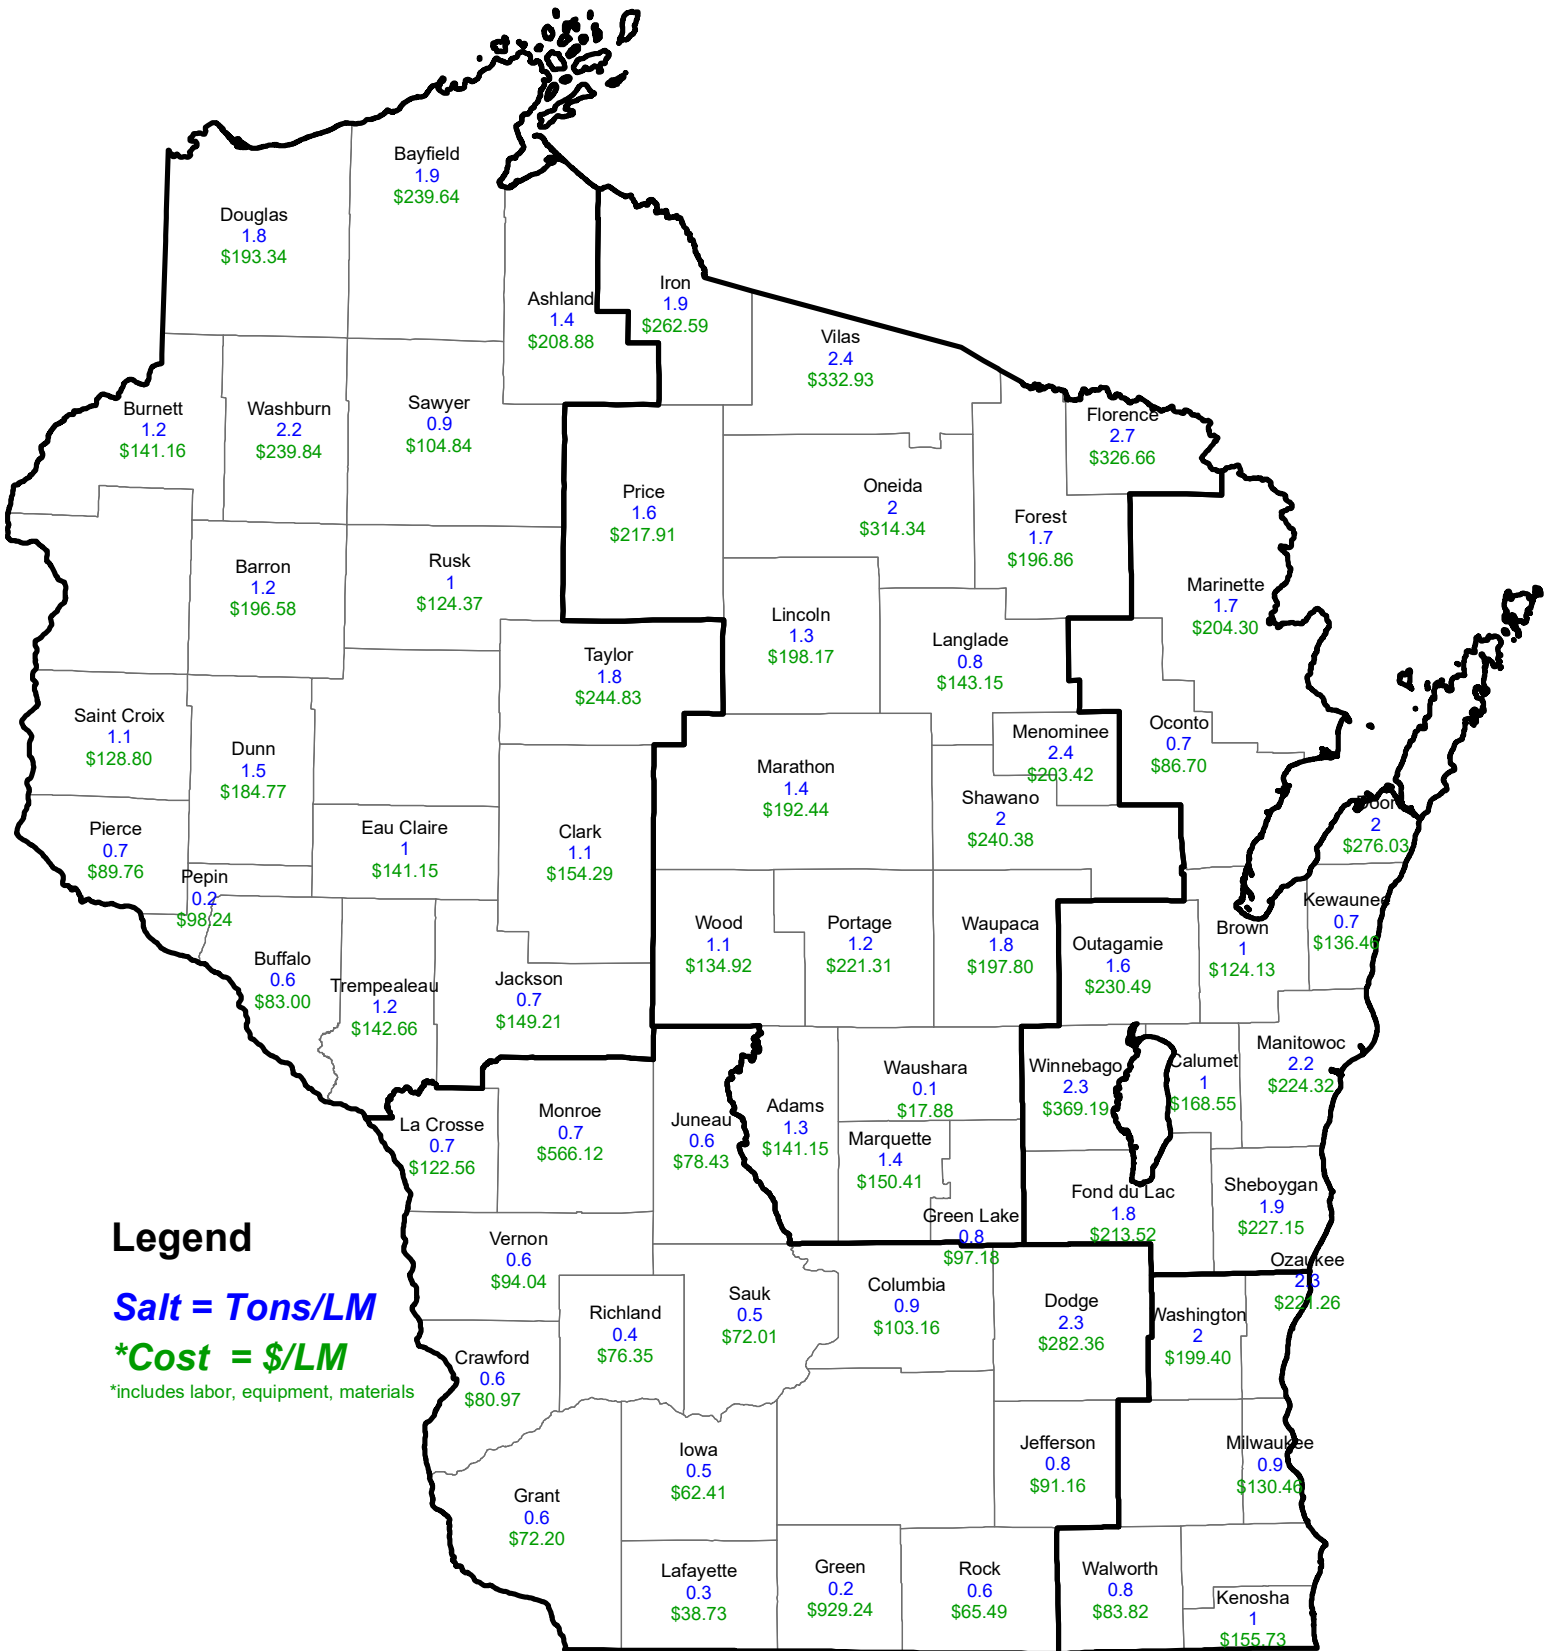 Bayfield
1.9
$239.64
Douglas
1.8
$193.34
Ashland
1.4
$208.88
Iron
1.9
$262.59
Vilas
2.4
$332.93
Burnett
1.2
$141.16
Washburn
2.2
$239.84
Sawyer
0.9
$104.84
Florence
2.7
$326.66
Price
1.6
$217.91
Oneida
2
$314.34
Forest
1.7
$196.86
Barron
1.2
$196.58
Rusk
1
$124.37
Marinette
1.7
$204.30
Lincoln
1.3
$198.17
Langlade
0.8
$143.15
Taylor
1.8
$244.83
Saint Croix
1.1
$128.80
Dunn
1.5
$184.77
Menominee
2.4
$203.42
Oconto
0.7
$86.70
Marathon
1.4
$192.44
Shawano
2
$240.38
Door
2
$276.03
Pierce
0.7
$89.76
Eau Claire
1
$141.15
Clark
1.1
$154.29
Pepin
0.2
$98.24
Wood
1.1
$134.92
Portage
1.2
$221.31
Waupaca
1.8
$197.80
Outagamie
1.6
$230.49
Brown
1
$124.13
Kewaunee
0.7
$136.46
Buffalo
0.6
$83.00
Trempealeau
1.2
$142.66
Jackson
0.7
$149.21
Waushara
0.1
$17.88
Winnebago
2.3
$369.19
Calumet
1
$168.55
Manitowoc
2.2
$224.32
La Crosse
0.7
$122.56
Monroe
0.7
$566.12
Juneau
0.6
$78.43
Adams
1.3
$141.15
Marquette
1.4
$150.41
Green Lake
0.8
$97.18
Fond du Lac
1.8
$213.52
Sheboygan
1.9
$227.15
Legend
Salt = Tons/LM
*Cost = $/LM
*includes labor, equipment, materials
Vernon
0.6
$94.04
Richland
0.4
$76.35
Sauk
0.5
$72.01
Columbia
0.9
$103.16
Dodge
2.3
$282.36
Washington
2
$199.40
Ozaukee
2.3
$221.26
Crawford
0.6
$80.97
Iowa
0.5
$62.41
Jefferson
0.8
$91.16
Milwaukee
0.9
$130.46
Grant
0.6
$72.20
Lafayette
0.3
$38.73
Green
0.2
$929.24
Rock
0.6
$65.49
Walworth
0.8
$83.82
Kenosha
1
$155.73